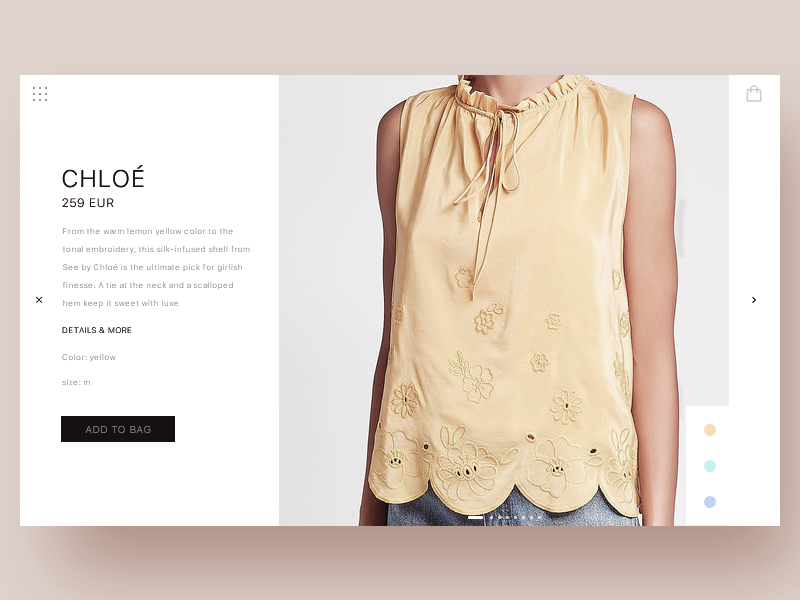 CHLOÉ
259 EUR
From the warm lemon yellow color to the
tonal embroidery, this silk-infused shell from
See by Chloé is the ultimate pick for girlish
finesse. A tie at the neck and a scalloped
hem keep it sweet with luxe
DETAILS & MORE
Color: yellow
size: m
ADD TO BAG